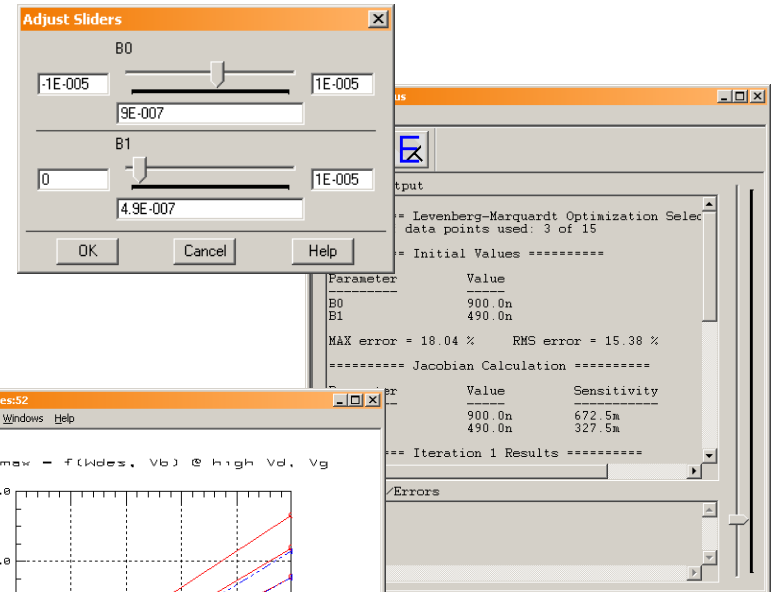 Adjust Sliders
B0
-1E-005
1E-005
9E-007
B1
0
1E-005
4.9E-007
OK Cancel Help
us
tput
== Levenberg-Marquardt Optimization Selec
data points used: 3 of 15
== Initial Values ==========
Parameter Value
--------- -----
B0 900.0n
B1 490.0n
MAX error = 18.04 % RMS error = 15.38 %
========== Jacobian Calculation ==========
er Value Sensitivity
-- ----- -----------
900.0n 672.5m
490.0n 327.5m
== Iteration 1 Results ==========
/Errors
es:52
Windows Help
max - f(Wdes, Vb) @ high Vd, Vg
.0
.0